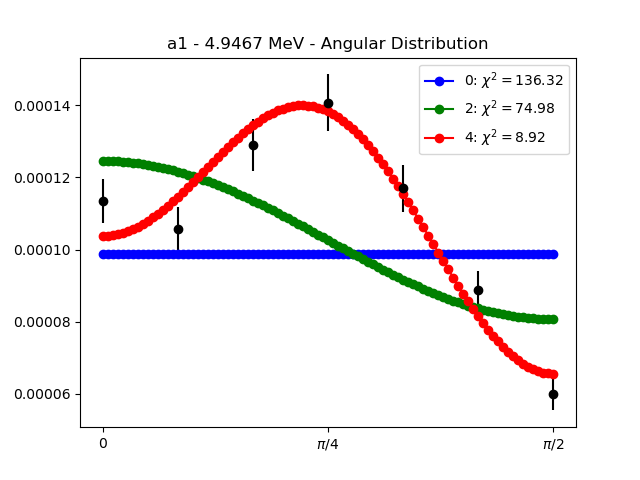 a1 - 4.9467 MeV - Angular Distribution
0: χ² = 136.32
2: χ² = 74.98
4: χ² = 8.92
0.00014
0.00012
0.00010
0.00008
0.00006
0 π/4 π/2